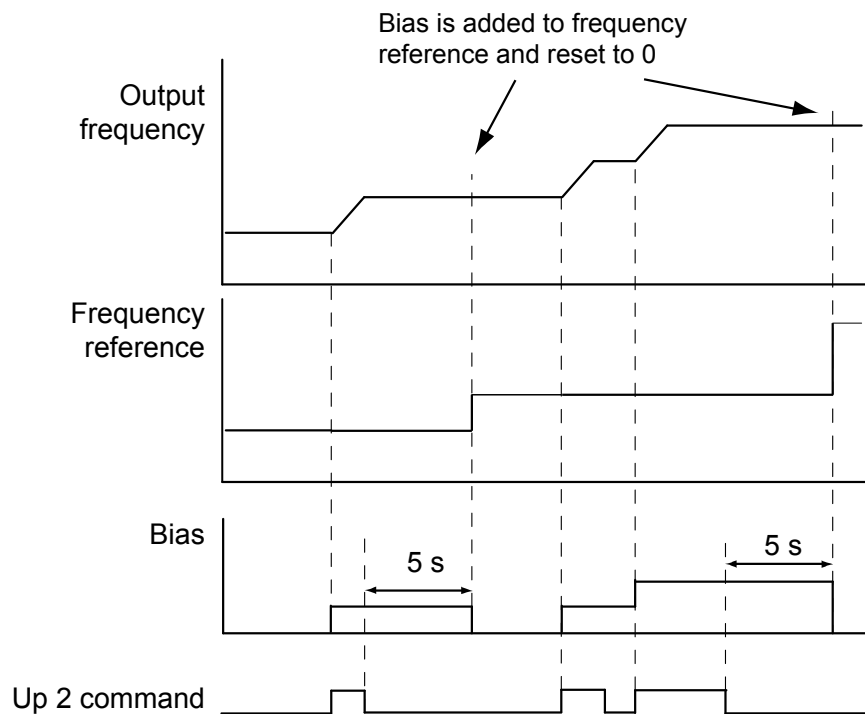 Bias is added to frequency
reference and reset to 0
Output
frequency
Frequency
reference
Bias
5 s
5 s
Up 2 command